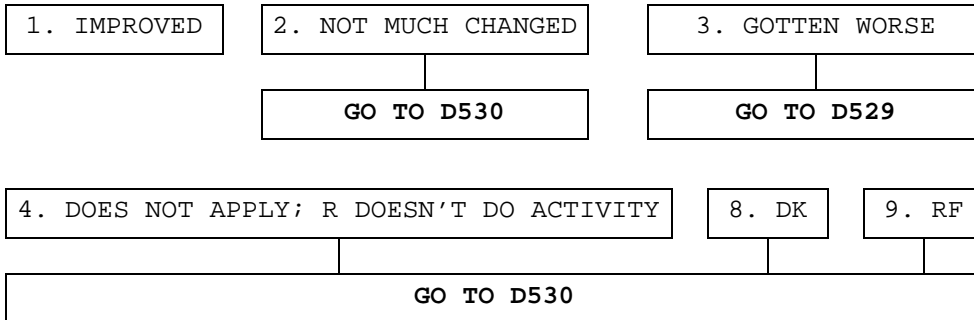 1. IMPROVED 2. NOT MUCH CHANGED 3. GOTTEN WORSE
GO TO D530 GO TO D529
4. DOES NOT APPLY; R DOESN'T DO ACTIVITY 8. DK 9. RF
GO TO D530